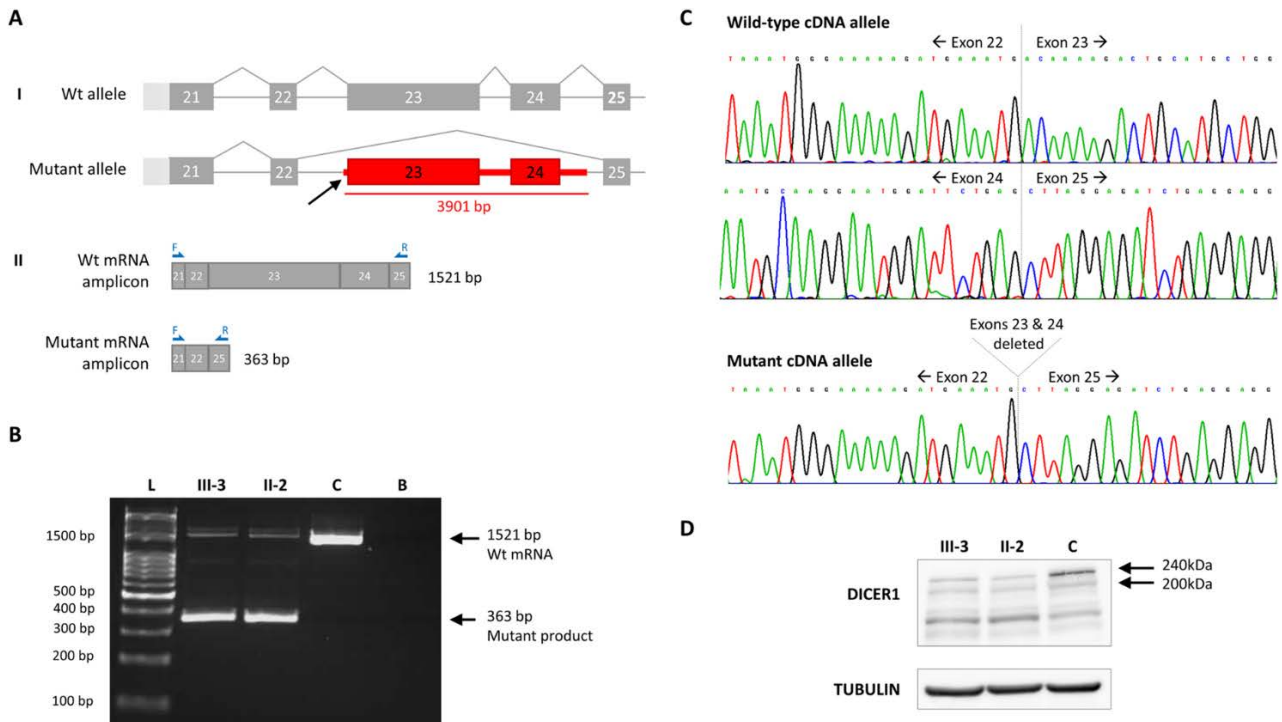 A
I
Wt allele
21
22
23
24
25
Mutant allele
21
22
23
24
25
3901 bp
II
F
R
Wt mRNA
amplicon
21 22 23 24 25
1521 bp
F
R
Mutant mRNA
amplicon
21 22 25
363 bp
B
L III-3 II-2 C B
1500 bp
500 bp
400 bp
300 bp
200 bp
100 bp
1521 bp
Wt mRNA
363 bp
Mutant product
C
Wild-type cDNA allele
← Exon 22 Exon 23 →
T A A A T G G G A A A A A G A T G A A A T G A C A A A A G A C T G C A T G C T G G
← Exon 24 Exon 25 →
A A T G C A A G G A A T G G A T T C T G A G C T T A G G A G A T C T G A G G A G G
Exons 23 & 24
deleted
Mutant cDNA allele
← Exon 22 Exon 25 →
T A A A T G G G A A A A A G A T G A A A T G C T T A G G A G A T C T G A G G A G G
D
III-3 II-2 C
DICER1
240kDa
200kDa
TUBULIN